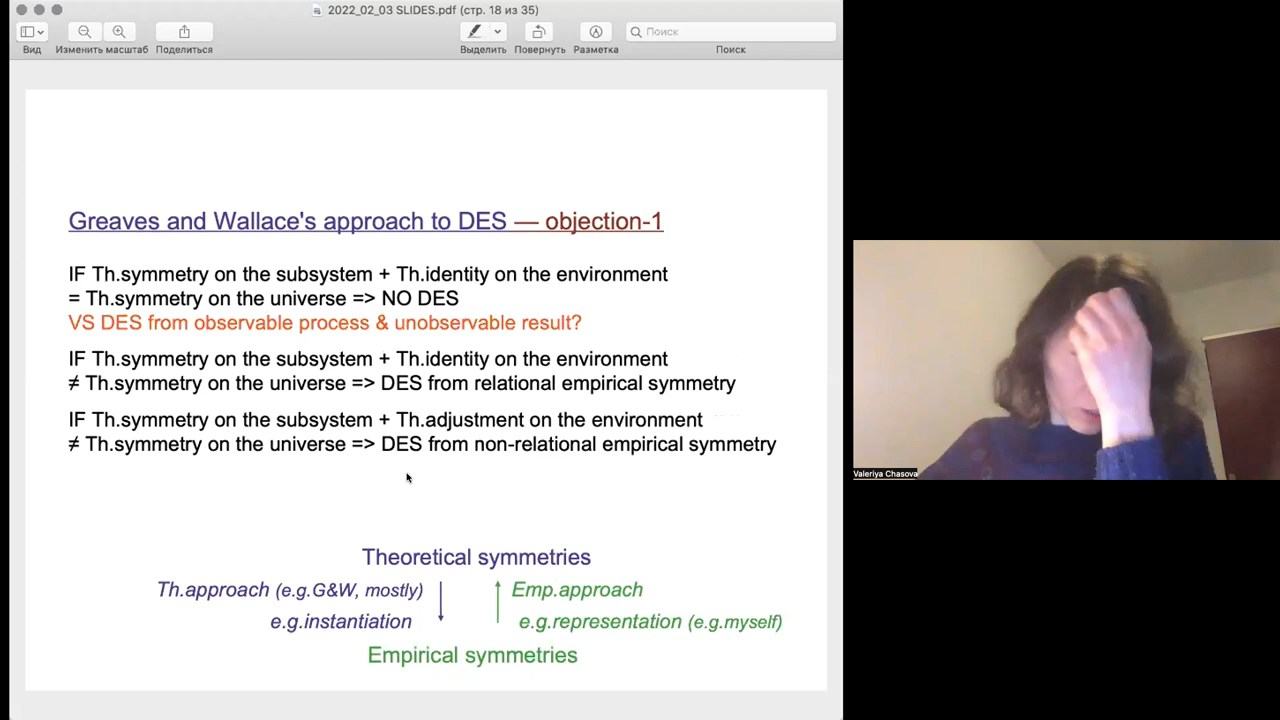 2022_02_03 SLIDES.pdf (стр. 18 из 35)
Вид
Изменить масштаб
Поделиться
Выделить
Повернуть
Разметка
Поиск
Поиск
Greaves and Wallace's approach to DES — objection-1
IF Th.symmetry on the subsystem + Th.identity on the environment
= Th.symmetry on the universe => NO DES
VS DES from observable process & unobservable result?
IF Th.symmetry on the subsystem + Th.identity on the environment
≠ Th.symmetry on the universe => DES from relational empirical symmetry
IF Th.symmetry on the subsystem + Th.adjustment on the environment
≠ Th.symmetry on the universe => DES from non-relational empirical symmetry
Theoretical symmetries
Th.approach (e.g.G&W, mostly)
Emp.approach
e.g.instantiation
e.g.representation (e.g.myself)
Empirical symmetries
Valeriya Chasova